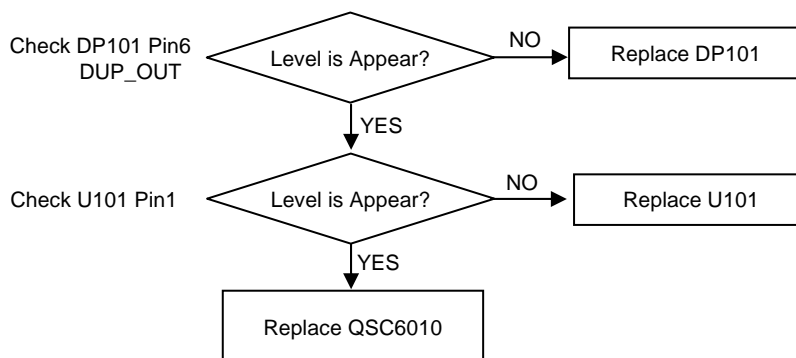 Check DP101 Pin6
DUP_OUT
Level is Appear?
NO
Replace DP101
YES
Check U101 Pin1
Level is Appear?
NO
Replace U101
YES
Replace QSC6010